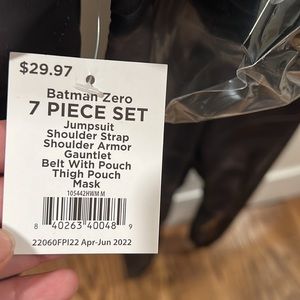 $29.97
Batman Zero
7 PIECE SET
Jumpsuit
Shoulder Strap
Shoulder Armor
Gauntlet
Belt With Pouch
Thigh Pouch
Mask
105442HWM M
8 40263 40048 9
22060FPI22 Apr-Jun 2022